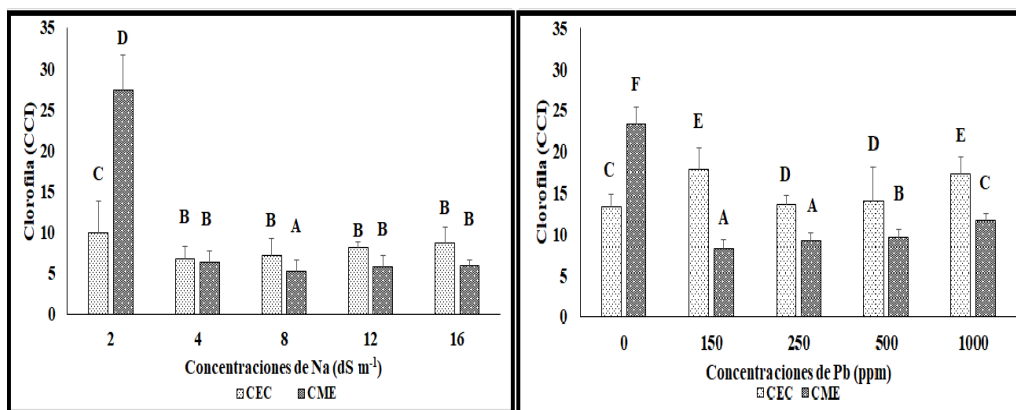 Clorofila (CCI)
35
30
25
20
15
10
5
0
C
D
B
B
B
A
B
B
B
B
2
4
8
12
16
Concentraciones de Na (dS m-1)
CEC
CME
Clorofila (CCI)
35
30
25
20
15
10
5
0
C
F
E
A
D
A
D
B
E
C
0
150
250
500
1000
Concentraciones de Pb (ppm)
CEC
CME